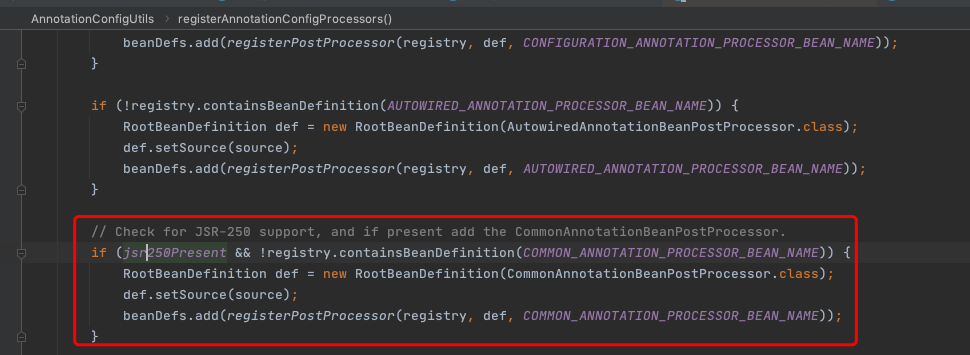 AnnotationConfigUtils › registerAnnotationConfigProcessors()
beanDefs.add(registerPostProcessor(registry, def, CONFIGURATION_ANNOTATION_PROCESSOR_BEAN_NAME));
}
if (!registry.containsBeanDefinition(AUTOWIRED_ANNOTATION_PROCESSOR_BEAN_NAME)) {
RootBeanDefinition def = new RootBeanDefinition(AutowiredAnnotationBeanPostProcessor.class);
def.setSource(source);
beanDefs.add(registerPostProcessor(registry, def, AUTOWIRED_ANNOTATION_PROCESSOR_BEAN_NAME));
}
// Check for JSR-250 support, and if present add the CommonAnnotationBeanPostProcessor.
if (jsr250Present && !registry.containsBeanDefinition(COMMON_ANNOTATION_PROCESSOR_BEAN_NAME)) {
RootBeanDefinition def = new RootBeanDefinition(CommonAnnotationBeanPostProcessor.class);
def.setSource(source);
beanDefs.add(registerPostProcessor(registry, def, COMMON_ANNOTATION_PROCESSOR_BEAN_NAME));
}